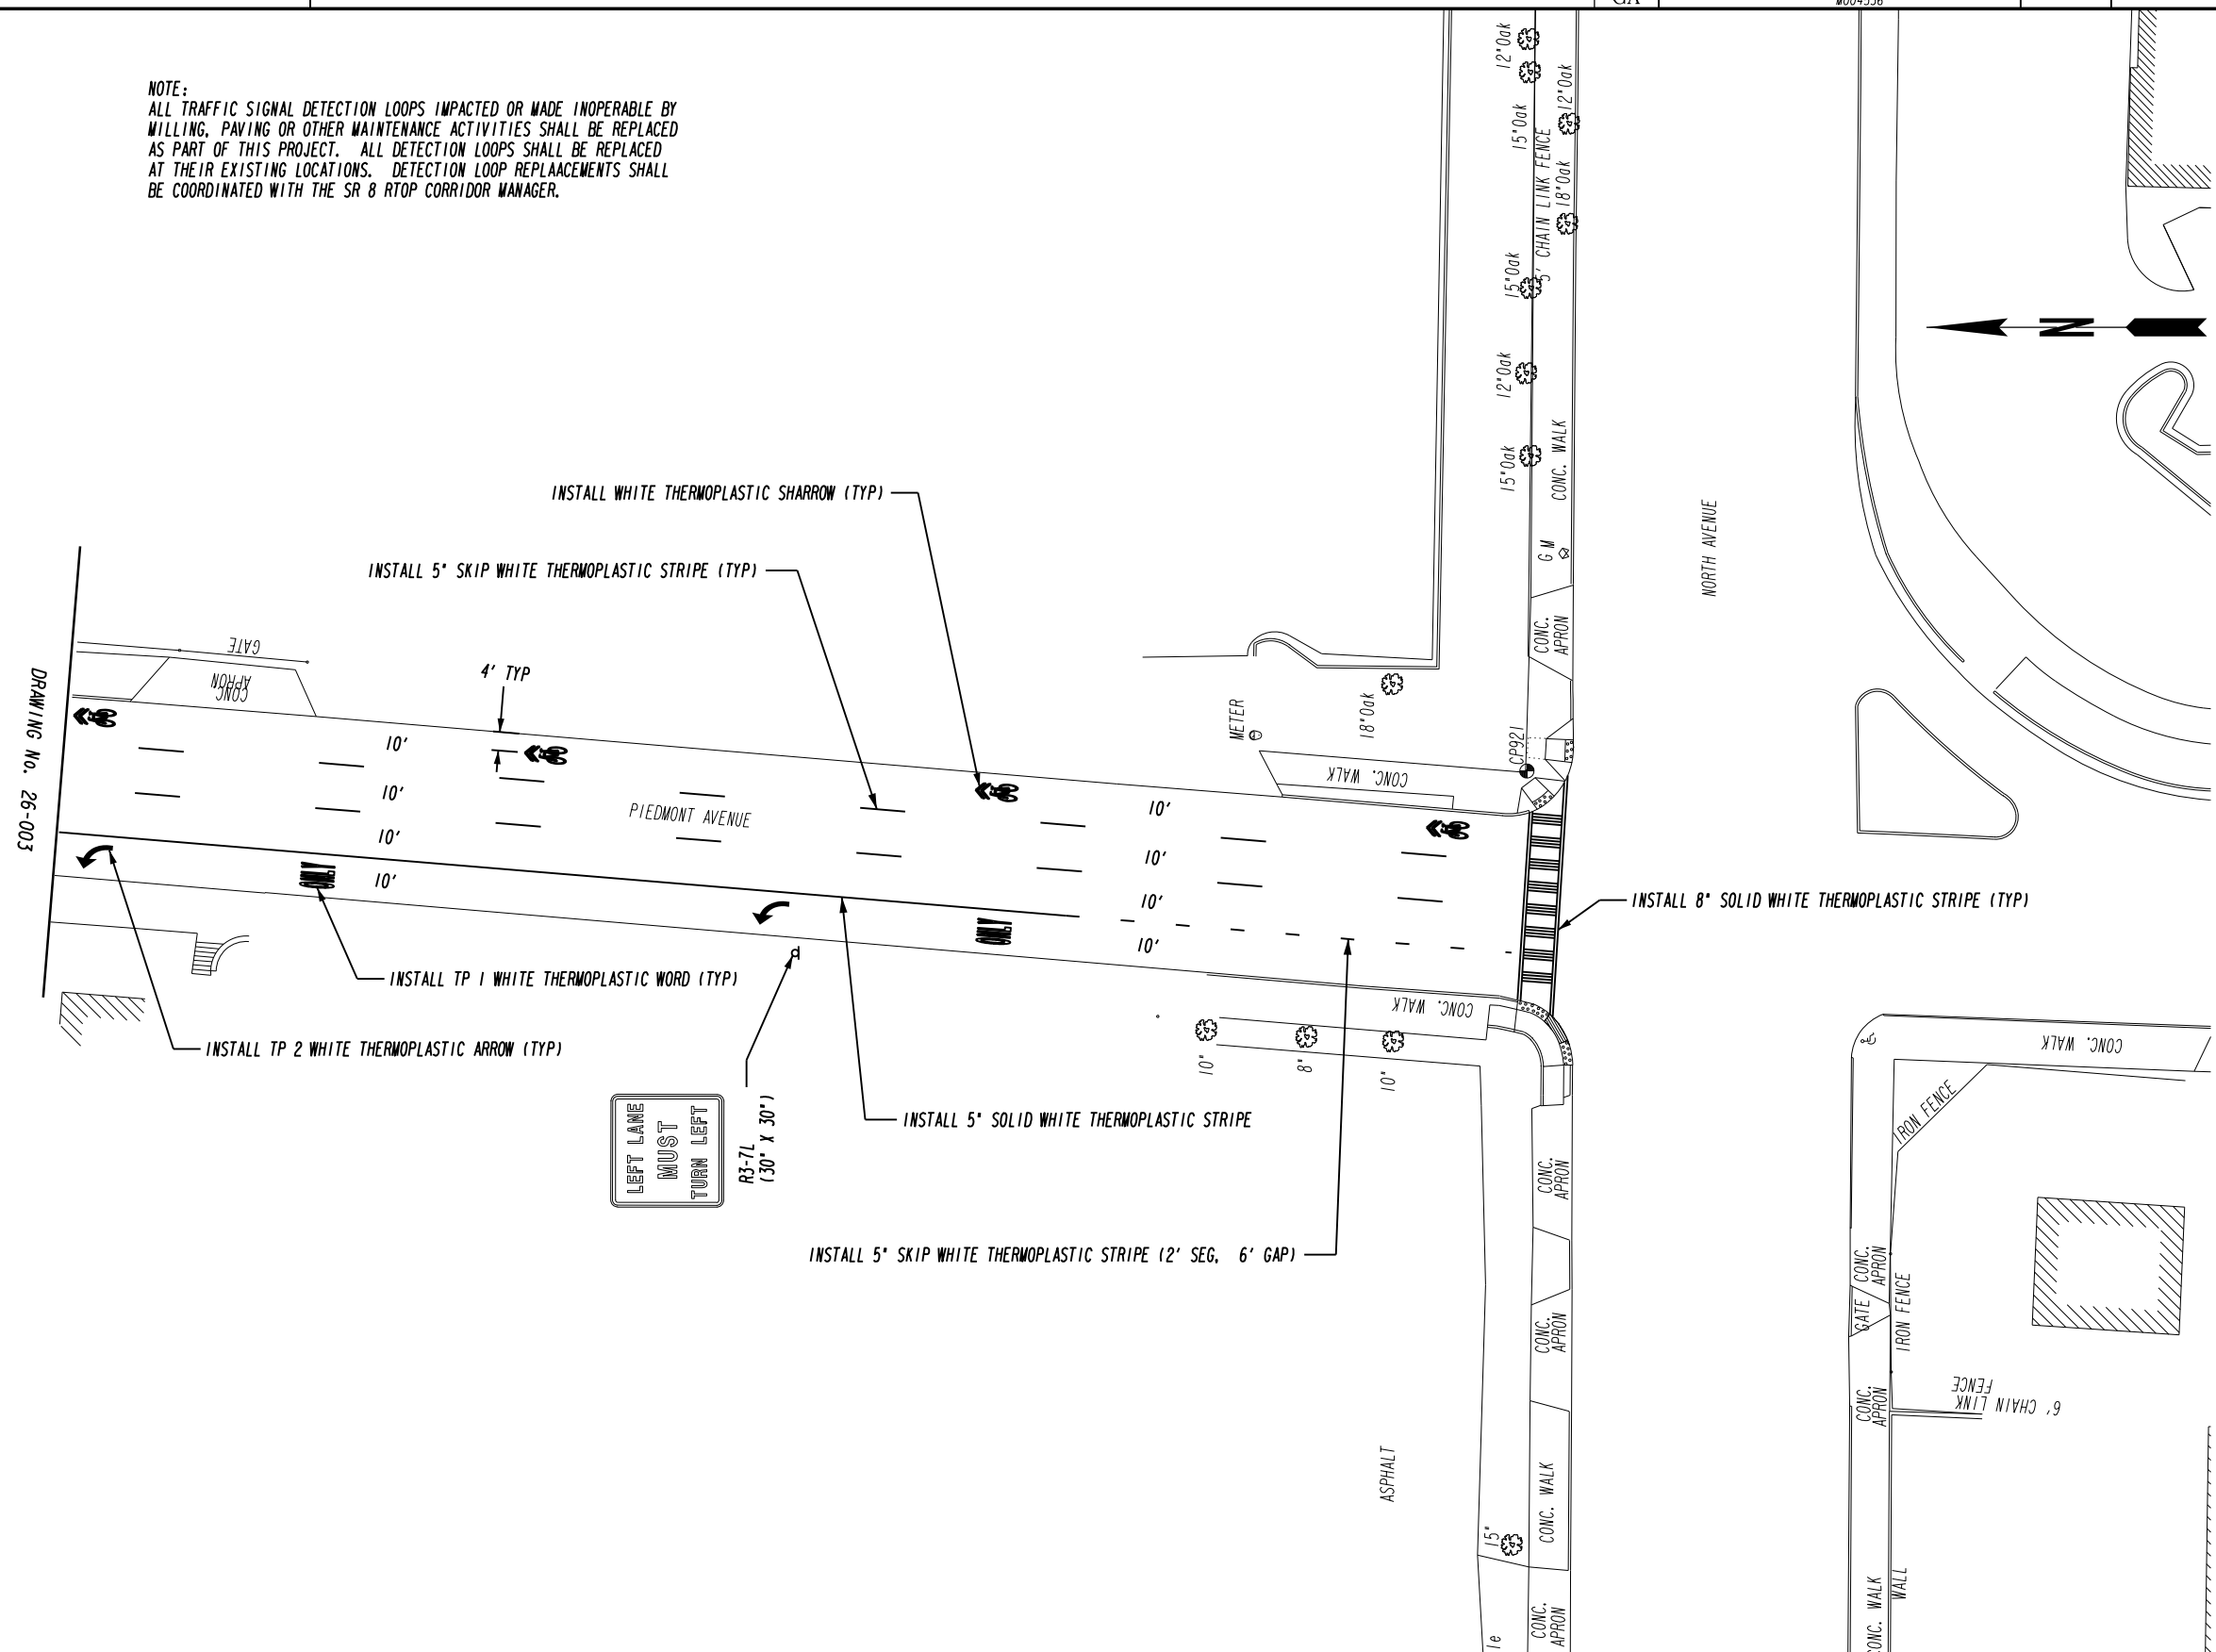 GA
M004556
NOTE:
ALL TRAFFIC SIGNAL DETECTION LOOPS IMPACTED OR MADE INOPERABLE BY
MILLING, PAVING OR OTHER MAINTENANCE ACTIVITIES SHALL BE REPLACED
AS PART OF THIS PROJECT. ALL DETECTION LOOPS SHALL BE REPLACED
AT THEIR EXISTING LOCATIONS. DETECTION LOOP REPLAACEMENTS SHALL
BE COORDINATED WITH THE SR 8 RTOP CORRIDOR MANAGER.
12"Oak
12"Oak
15"Oak
5' CHAIN LINK FENCE
18"Oak
15"Oak
12"Oak
15"Oak
CONC. WALK
G M
N
NORTH AVENUE
INSTALL WHITE THERMOPLASTIC SHARROW (TYP)
INSTALL 5" SKIP WHITE THERMOPLASTIC STRIPE (TYP)
CONC.
APRON
GATE
CONC
APRON
4' TYP
DRAWING No. 26-003
METER
18"Oak
CP921
CONC. WALK
10'
10'
10'
10'
PIEDMONT AVENUE
10'
10'
10'
10'
ONLY
ONLY
INSTALL 8" SOLID WHITE THERMOPLASTIC STRIPE (TYP)
INSTALL TP 1 WHITE THERMOPLASTIC WORD (TYP)
CONC. WALK
INSTALL TP 2 WHITE THERMOPLASTIC ARROW (TYP)
10"
8"
10"
CONC. WALK
IRON FENCE
LEFT LANE
MUST
TURN LEFT
R3-7L
(30" X 30")
INSTALL 5" SOLID WHITE THERMOPLASTIC STRIPE
CONC.
APRON
INSTALL 5" SKIP WHITE THERMOPLASTIC STRIPE (2' SEG, 6' GAP)
CONC.
APRON
GATE
IRON FENCE
CONC.
APRON
6' CHAIN LINK
FENCE
CONC.
APRON
ASPHALT
CONC. WALK
15"
CONC. WALK
WALL
CONC.
APRON
le